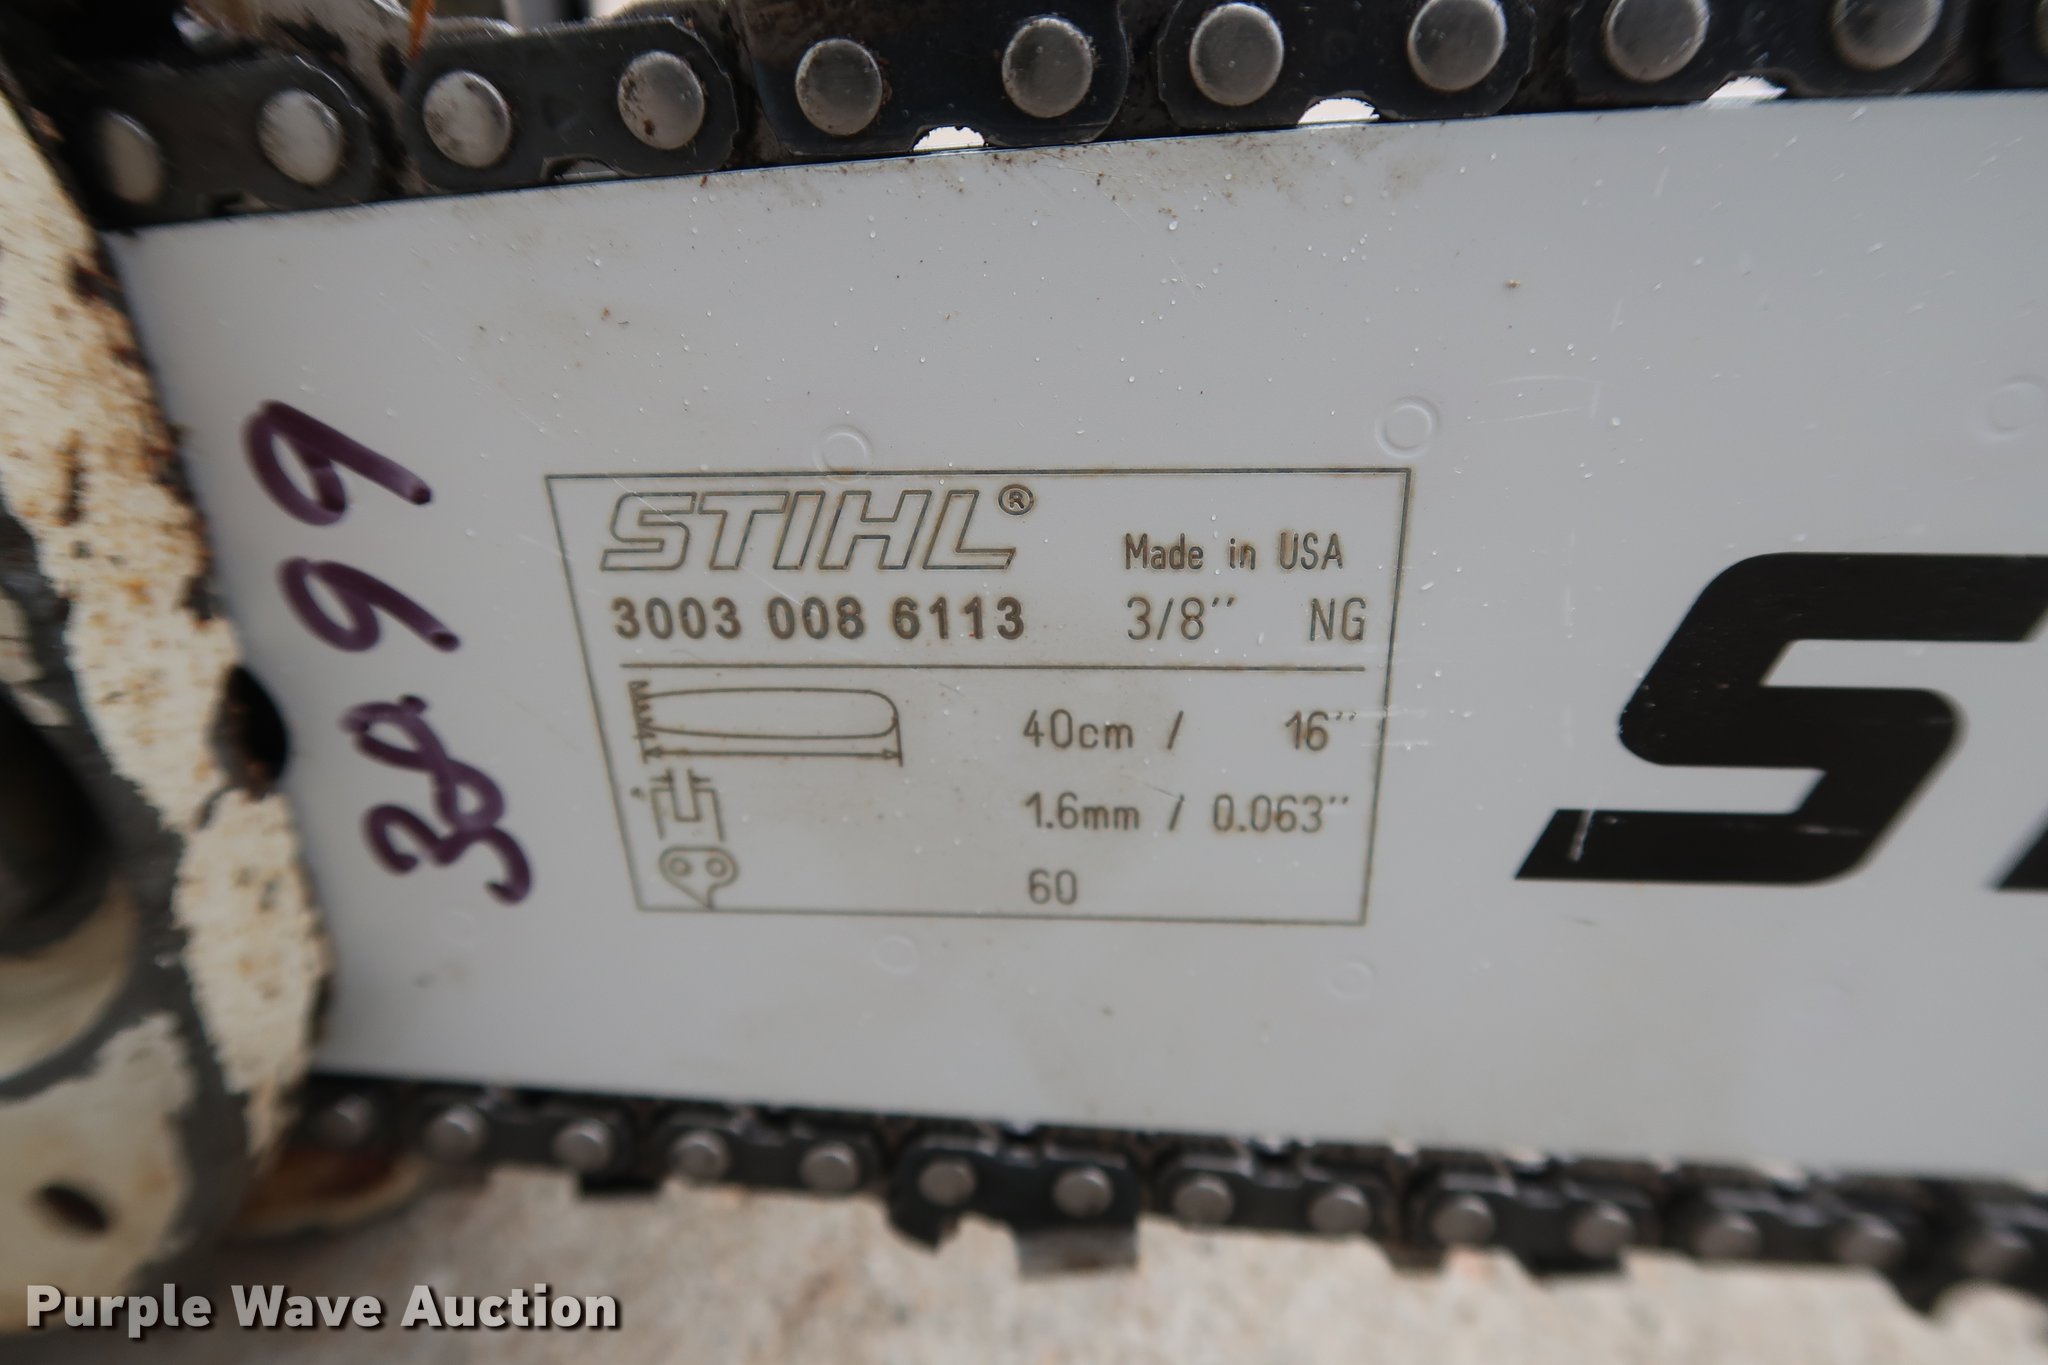 STIHL®
Made in USA
3003 008 6113 3/8" NG
40cm / 16"
1.6mm / 0.063"
60
Purple Wave Auction